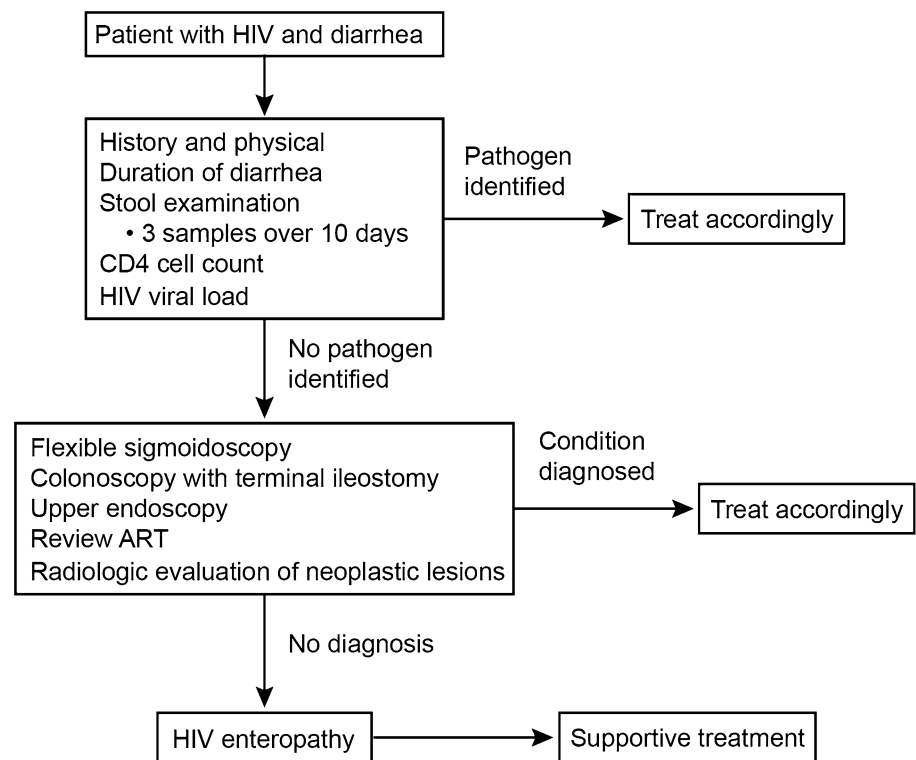 Patient with HIV and diarrhea
History and physical
Duration of diarrhea
Stool examination
• 3 samples over 10 days
CD4 cell count
HIV viral load
Pathogen
identified
Treat accordingly
No pathogen
identified
Flexible sigmoidoscopy
Colonoscopy with terminal ileostomy
Upper endoscopy
Review ART
Radiologic evaluation of neoplastic lesions
Condition
diagnosed
Treat accordingly
No diagnosis
HIV enteropathy
Supportive treatment